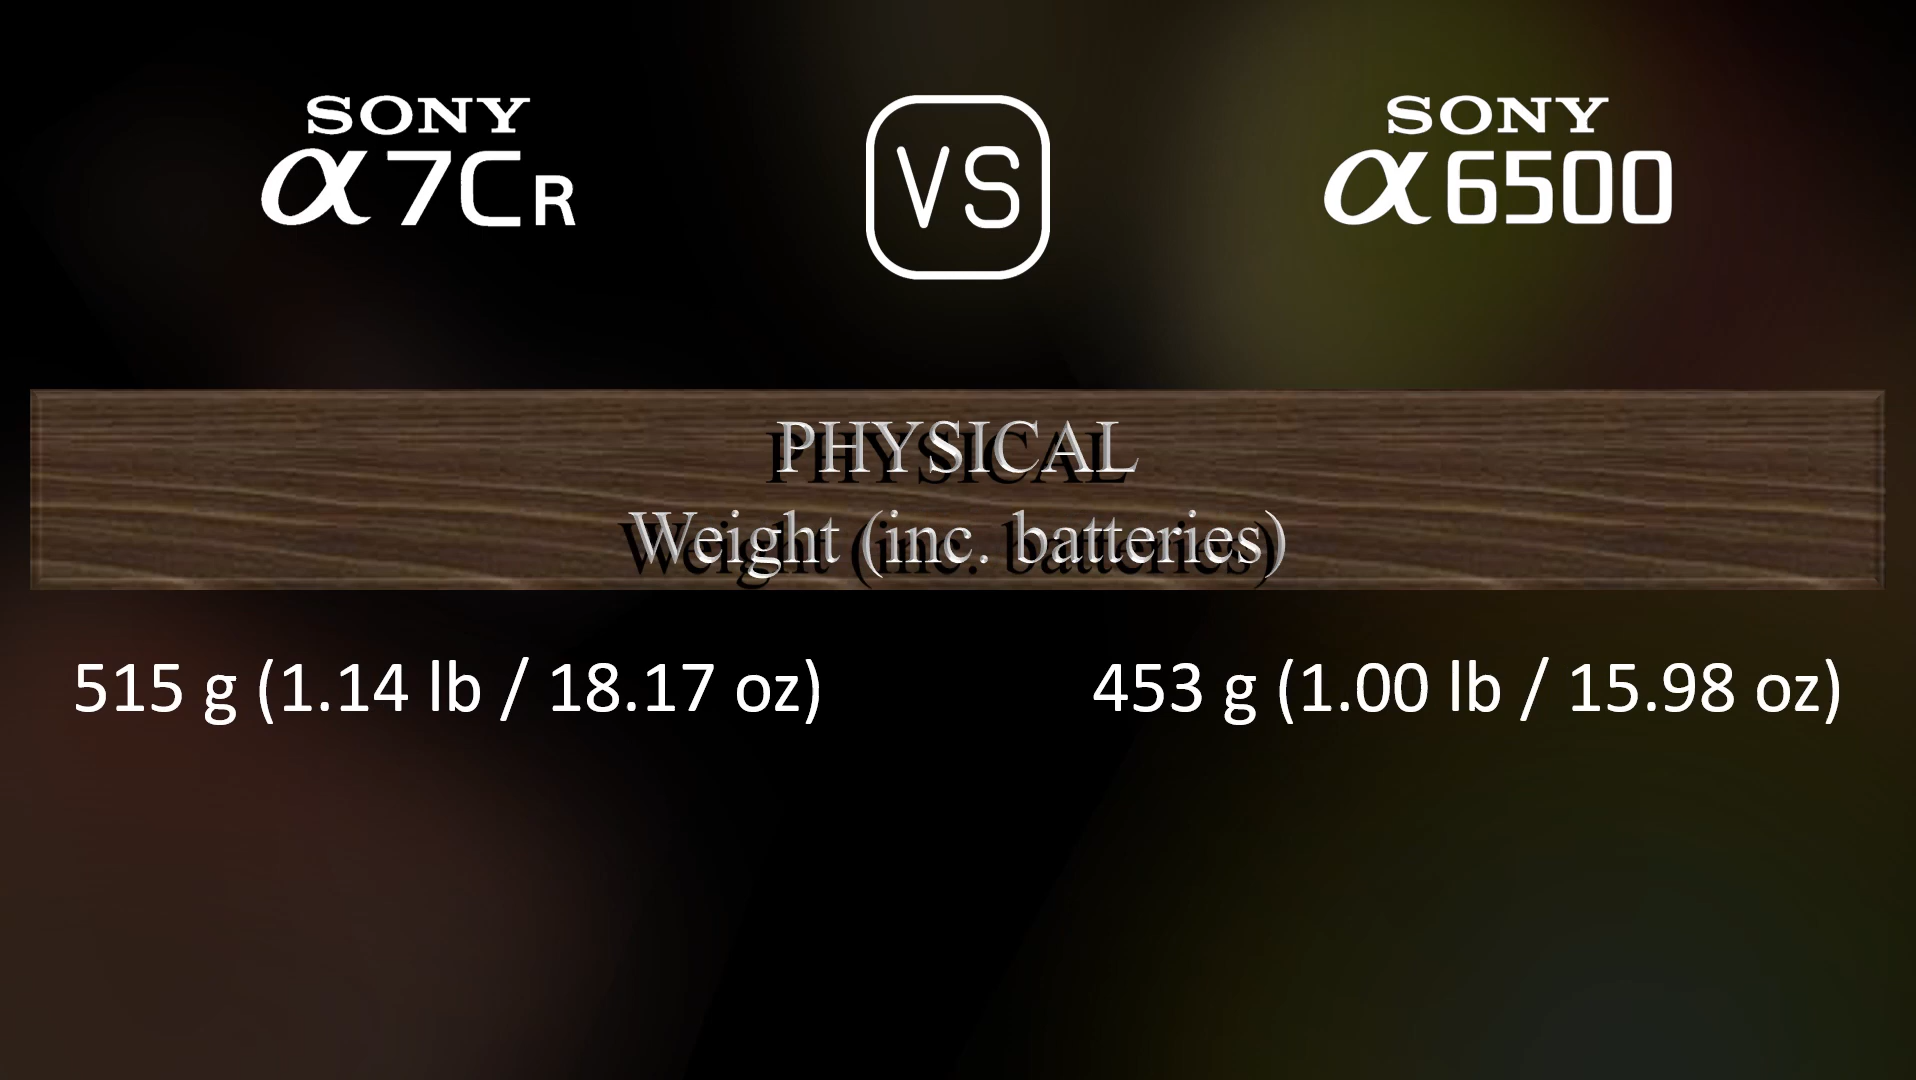 SONY
α7CR
VS
SONY
α6500
PHYSICAL
Weight (inc. batteries)
515 g (1.14 lb / 18.17 oz)
453 g (1.00 lb / 15.98 oz)